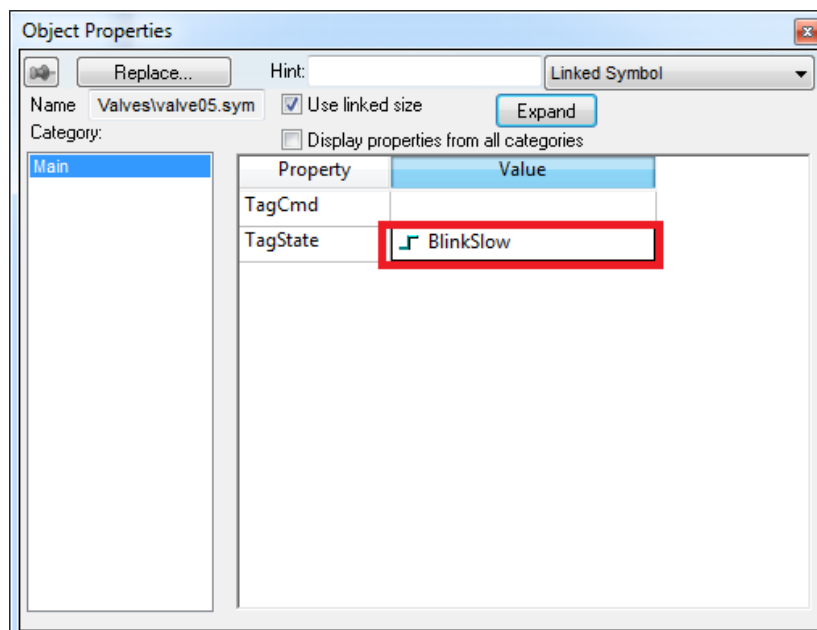 Object Properties
Replace... Hint: Linked Symbol
Name Valves\valve05.sym Use linked size Expand
Category: Display properties from all categories
Main Property Value
TagCmd
TagState BlinkSlow